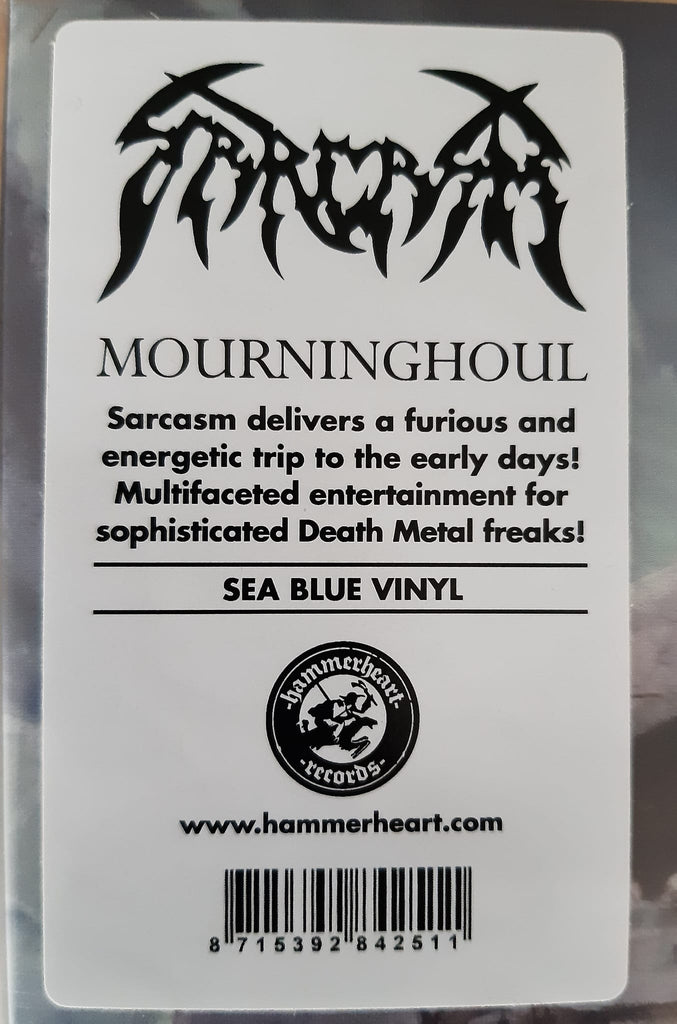 SARCASM
MOURNINGHOUL
Sarcasm delivers a furious and
energetic trip to the early days!
Multifaceted entertainment for
sophisticated Death Metal freaks!
SEA BLUE VINYL
-hammerheart-
-records-
www.hammerheart.com
8 715392 842511